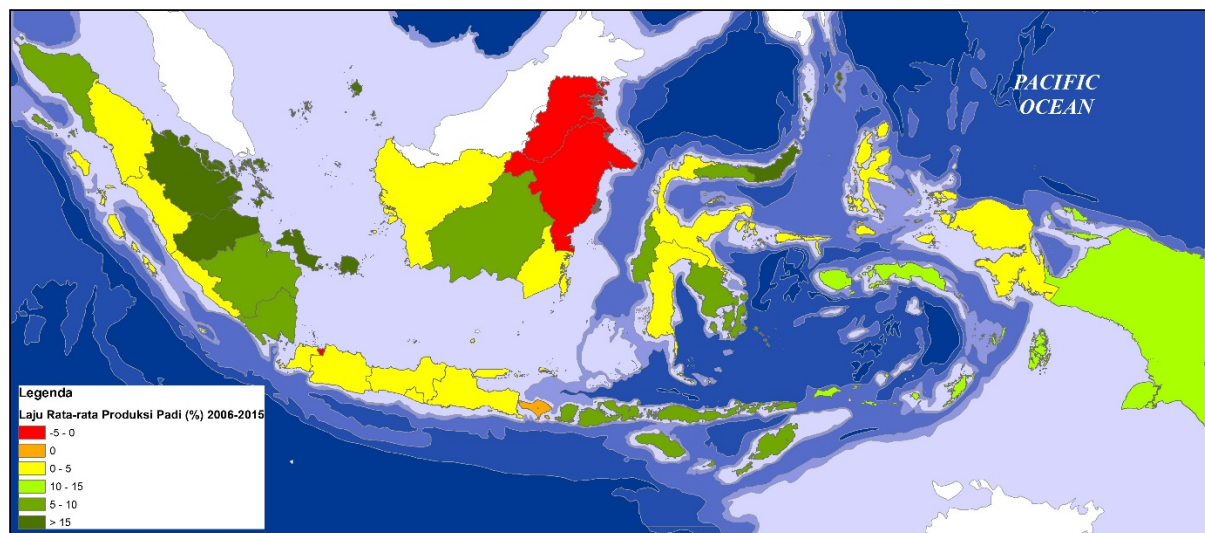 PACIFIC
OCEAN
Legenda
Laju Rata-rata Produksi Padi (%) 2006-2015
-5 - 0
0
0 - 5
10 - 15
5 - 10
> 15